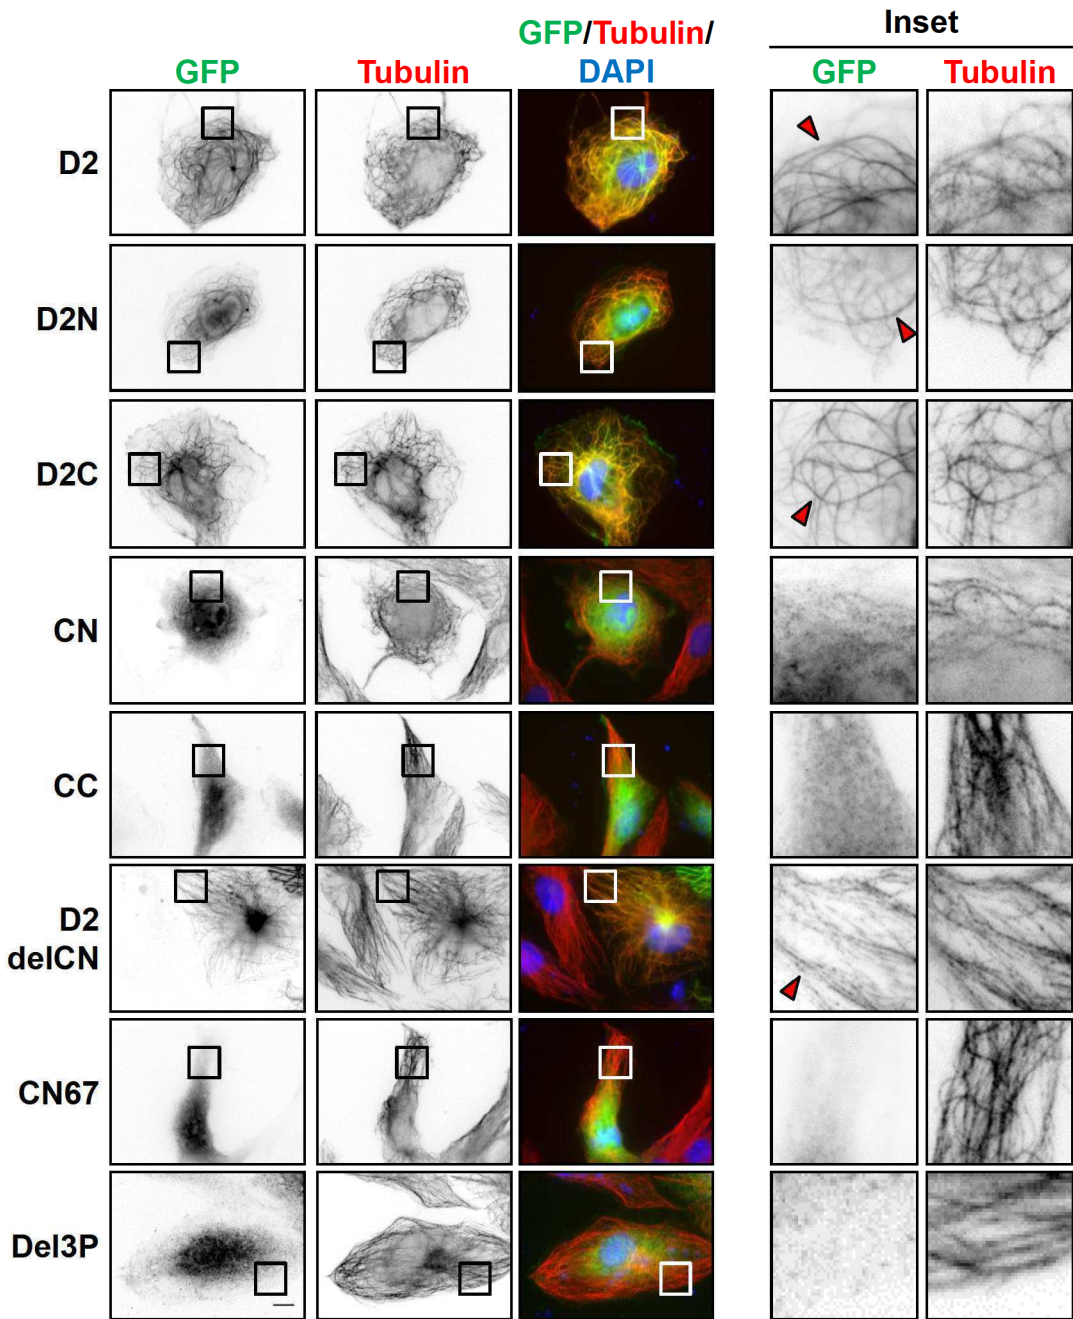 Inset
GFP/Tubulin/
GFP Tubulin DAPI GFP Tubulin
D2
D2N
D2C
CN
CC
D2
delCN
CN67
Del3P